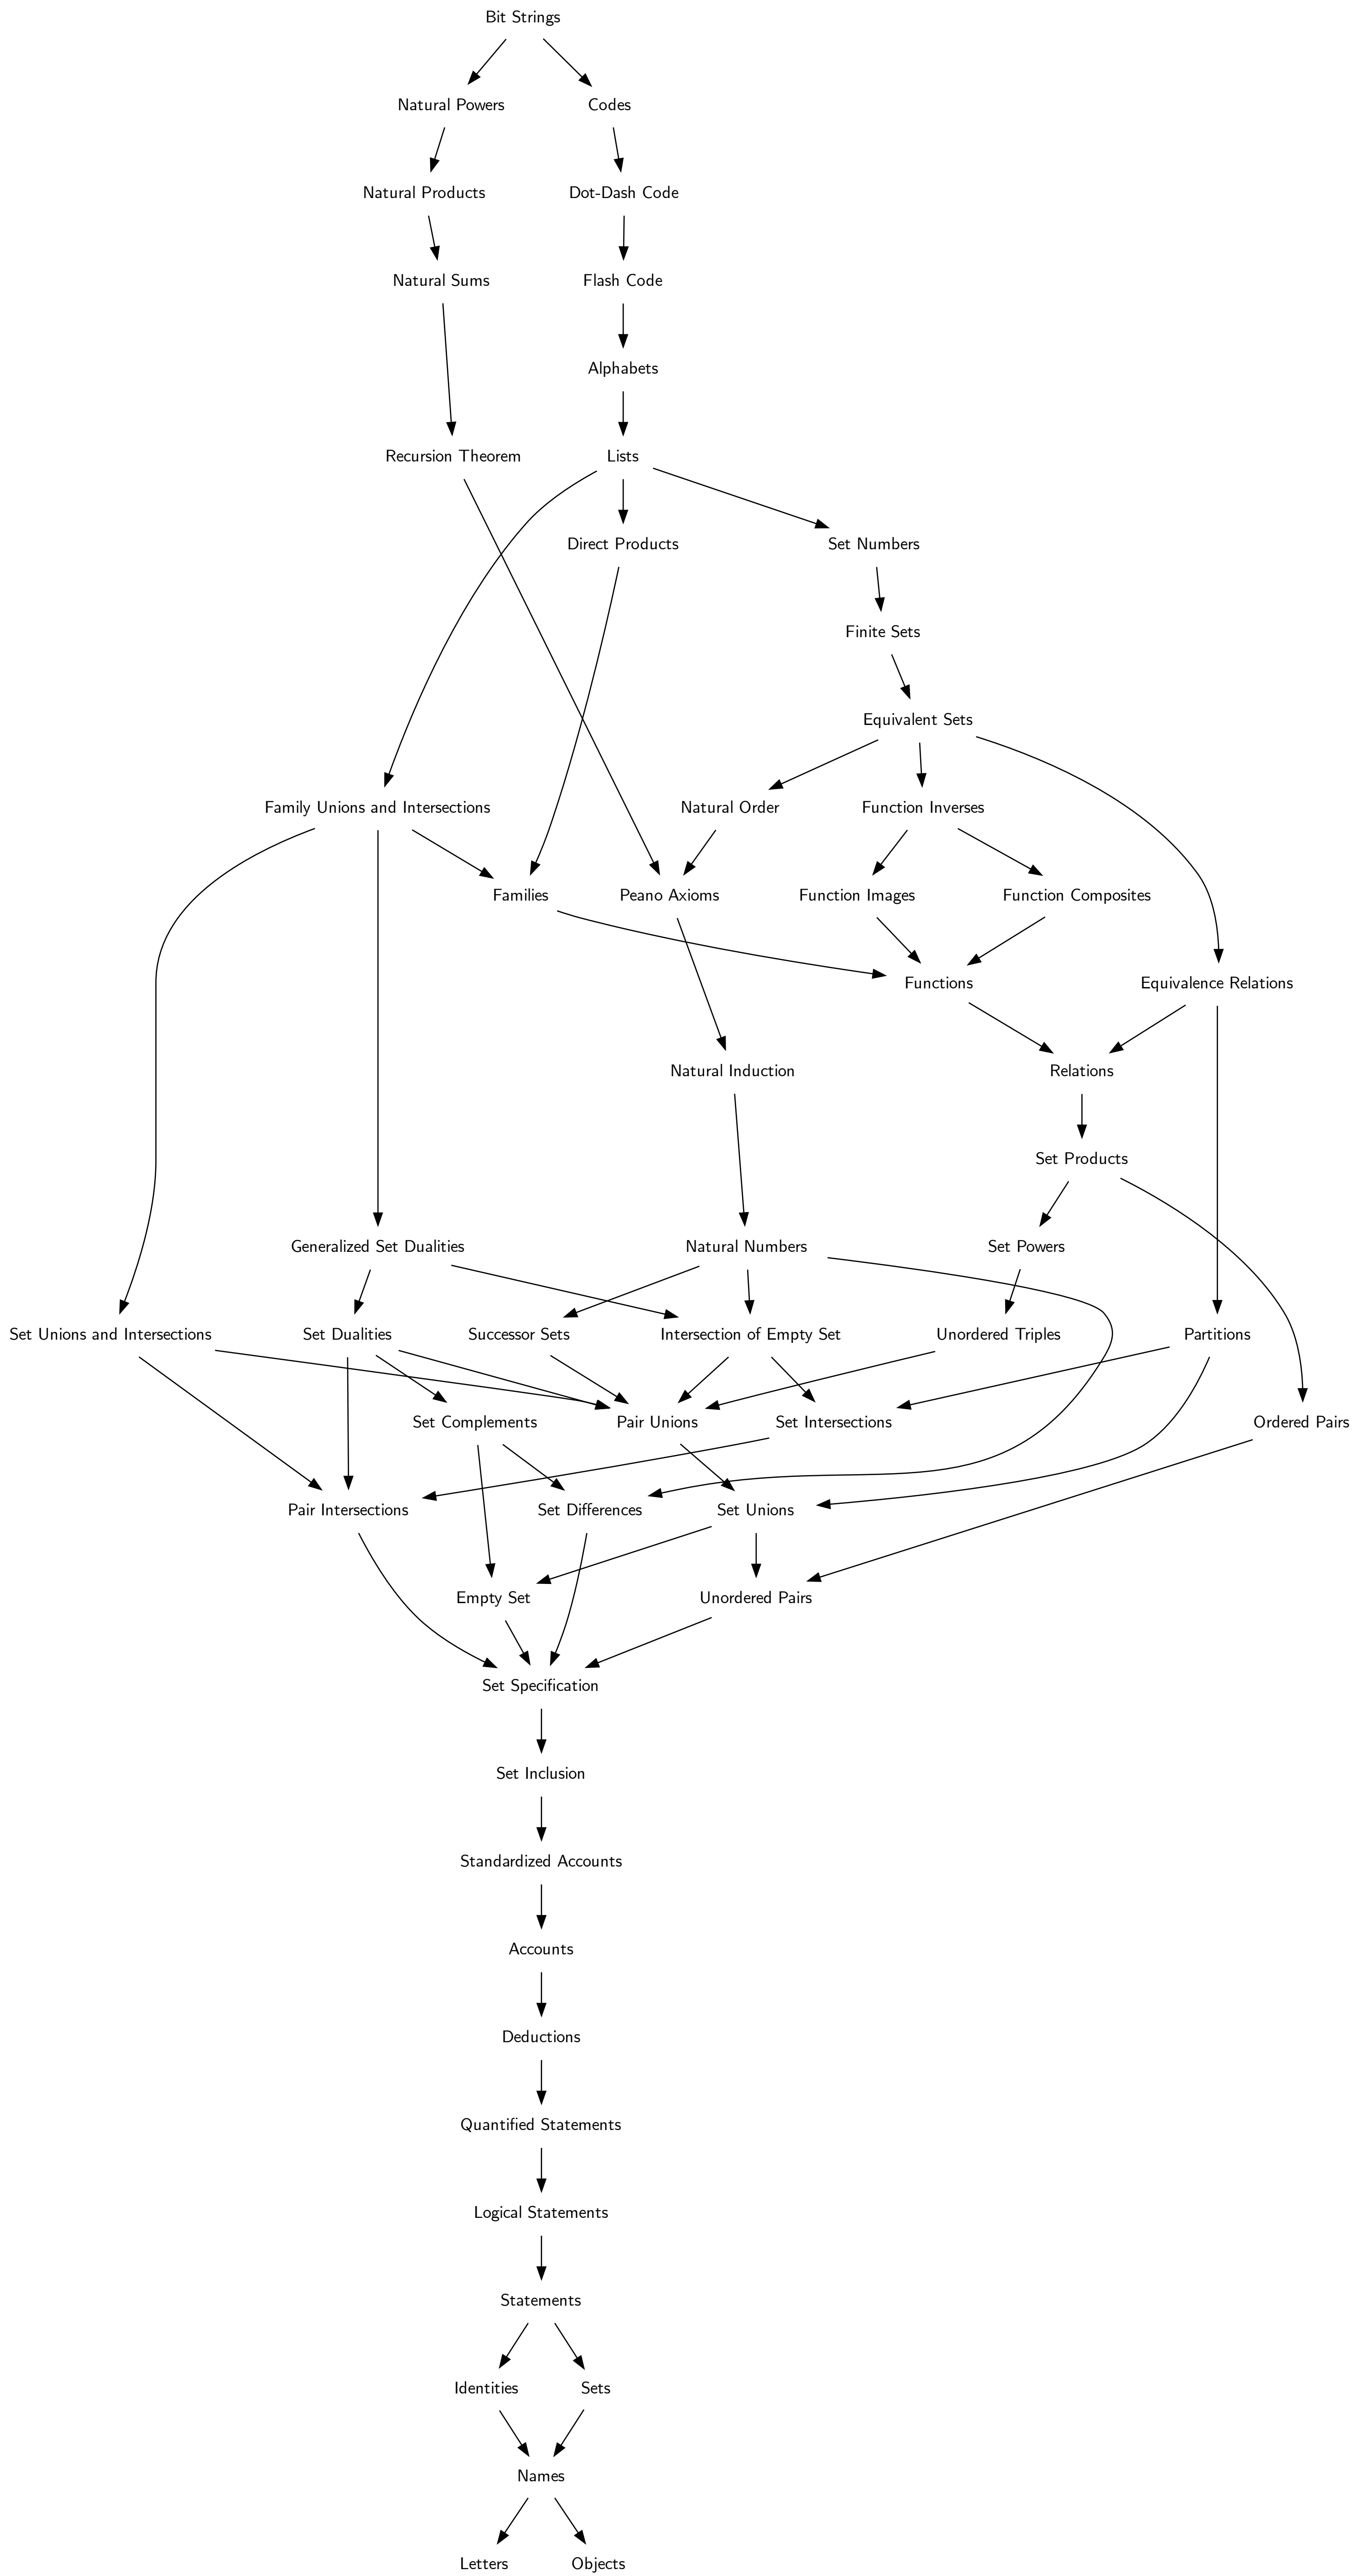 Bit Strings
Natural Powers
Codes
Natural Products
Dot-Dash Code
Natural Sums
Flash Code
Alphabets
Recursion Theorem
Lists
Direct Products
Set Numbers
Finite Sets
Equivalent Sets
Family Unions and Intersections
Natural Order
Function Inverses
Families
Peano Axioms
Function Images
Function Composites
Functions
Equivalence Relations
Natural Induction
Relations
Set Products
Generalized Set Dualities
Natural Numbers
Set Powers
Set Unions and Intersections
Set Dualities
Successor Sets
Intersection of Empty Set
Unordered Triples
Partitions
Set Complements
Pair Unions
Set Intersections
Ordered Pairs
Pair Intersections
Set Differences
Set Unions
Empty Set
Unordered Pairs
Set Specification
Set Inclusion
Standardized Accounts
Accounts
Deductions
Quantified Statements
Logical Statements
Statements
Identities
Sets
Names
Letters
Objects